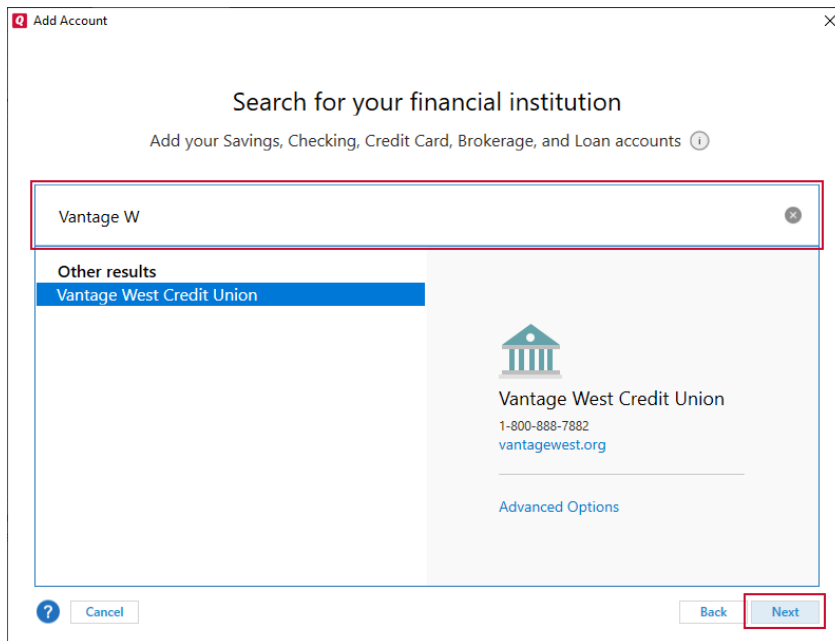 Add Account
Search for your financial institution
Add your Savings, Checking, Credit Card, Brokerage, and Loan accounts i
Vantage W
Other results
Vantage West Credit Union
Vantage West Credit Union
1-800-888-7882
vantagewest.org
Advanced Options
? Cancel Back Next